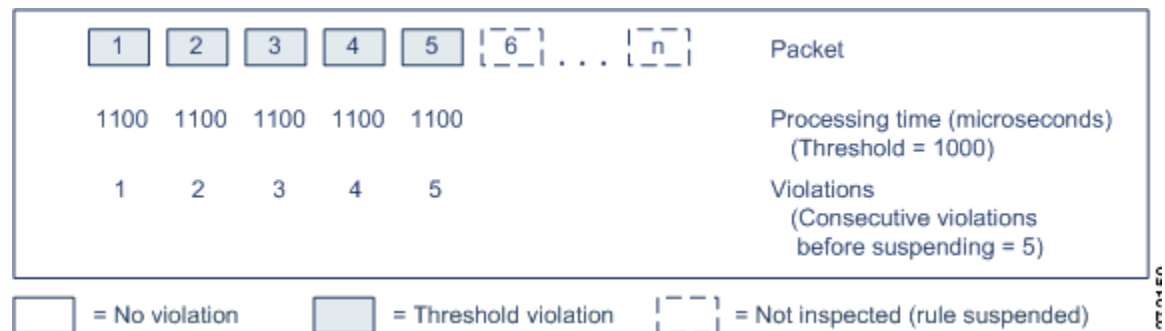 1 2 3 4 5 6 . . . n Packet
1100 1100 1100 1100 1100 Processing time (microseconds)
(Threshold = 1000)
1 2 3 4 5 Violations
(Consecutive violations
before suspending = 5)
= No violation = Threshold violation = Not inspected (rule suspended)